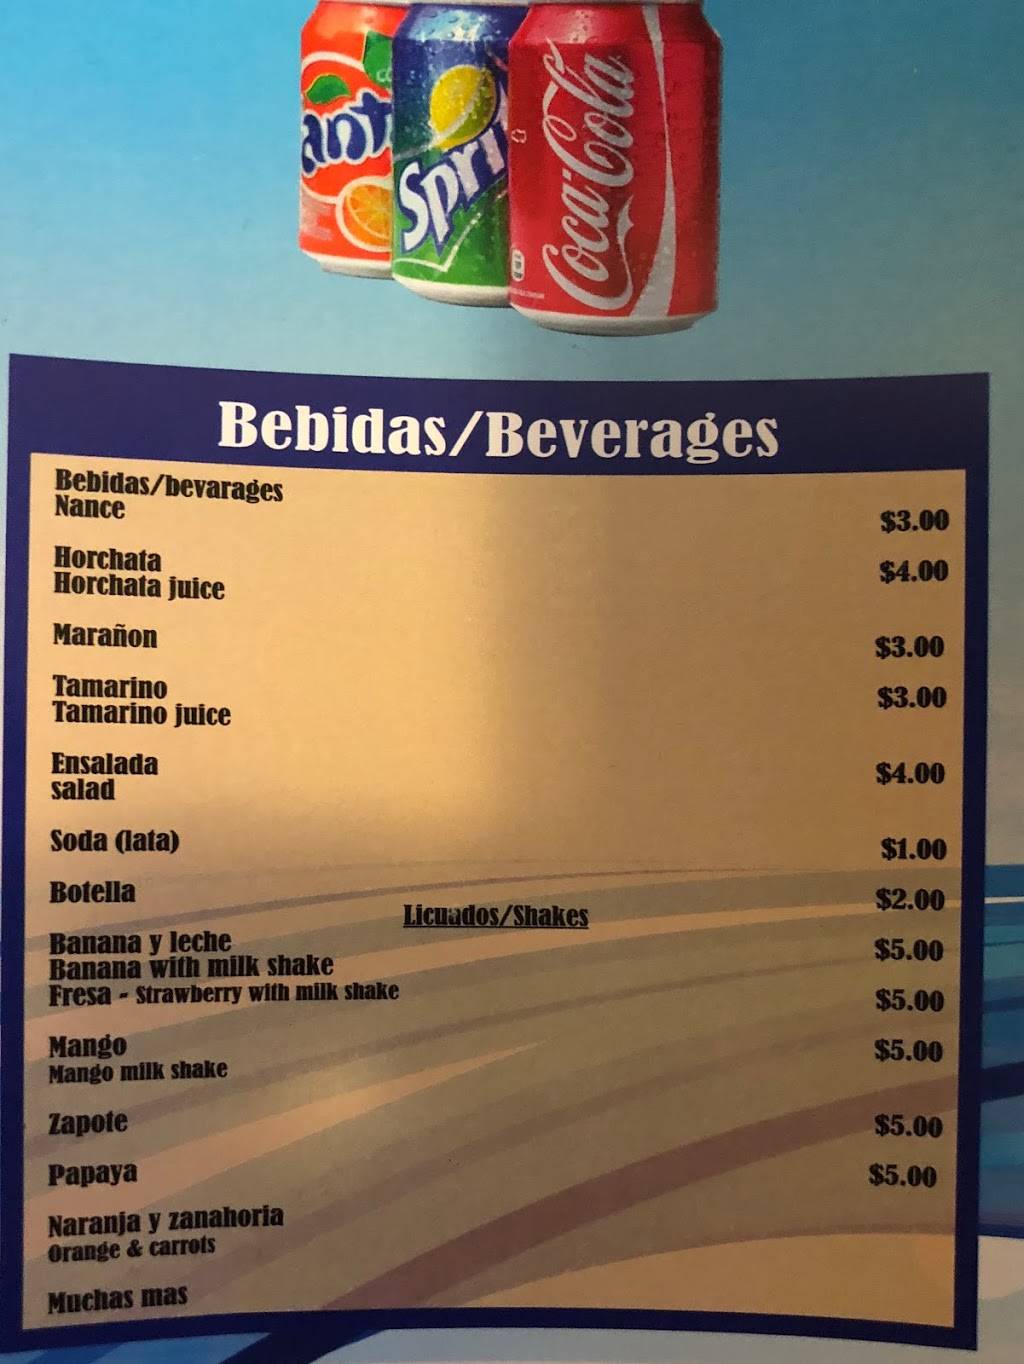 ant
Spri
Coca-Cola
Bebidas/Beverages
Bebidas/bevarages
Nance $3.00
Horchata $4.00
Horchata juice
Marañon $3.00
Tamarino $3.00
Tamarino juice
Ensalada $4.00
salad
Soda (lata) $1.00
Botella $2.00
Licuados/Shakes
Banana y leche $5.00
Banana with milk shake
Fresa - Strawberry with milk shake $5.00
Mango $5.00
Mango milk shake
Zapote $5.00
Papaya $5.00
Naranja y zanahoria
Orange & carrots
Muchas mas